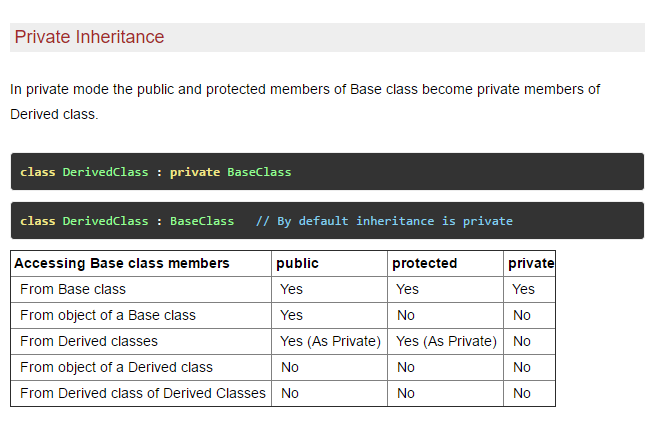 Private Inheritance
In private mode the public and protected members of Base class become private members of
Derived class.
class DerivedClass : private BaseClass
class DerivedClass : BaseClass // By default inheritance is private
Accessing Base class members public protected private
From Base class Yes Yes Yes
From object of a Base class Yes No No
From Derived classes Yes (As Private) Yes (As Private) No
From object of a Derived class No No No
From Derived class of Derived Classes No No No